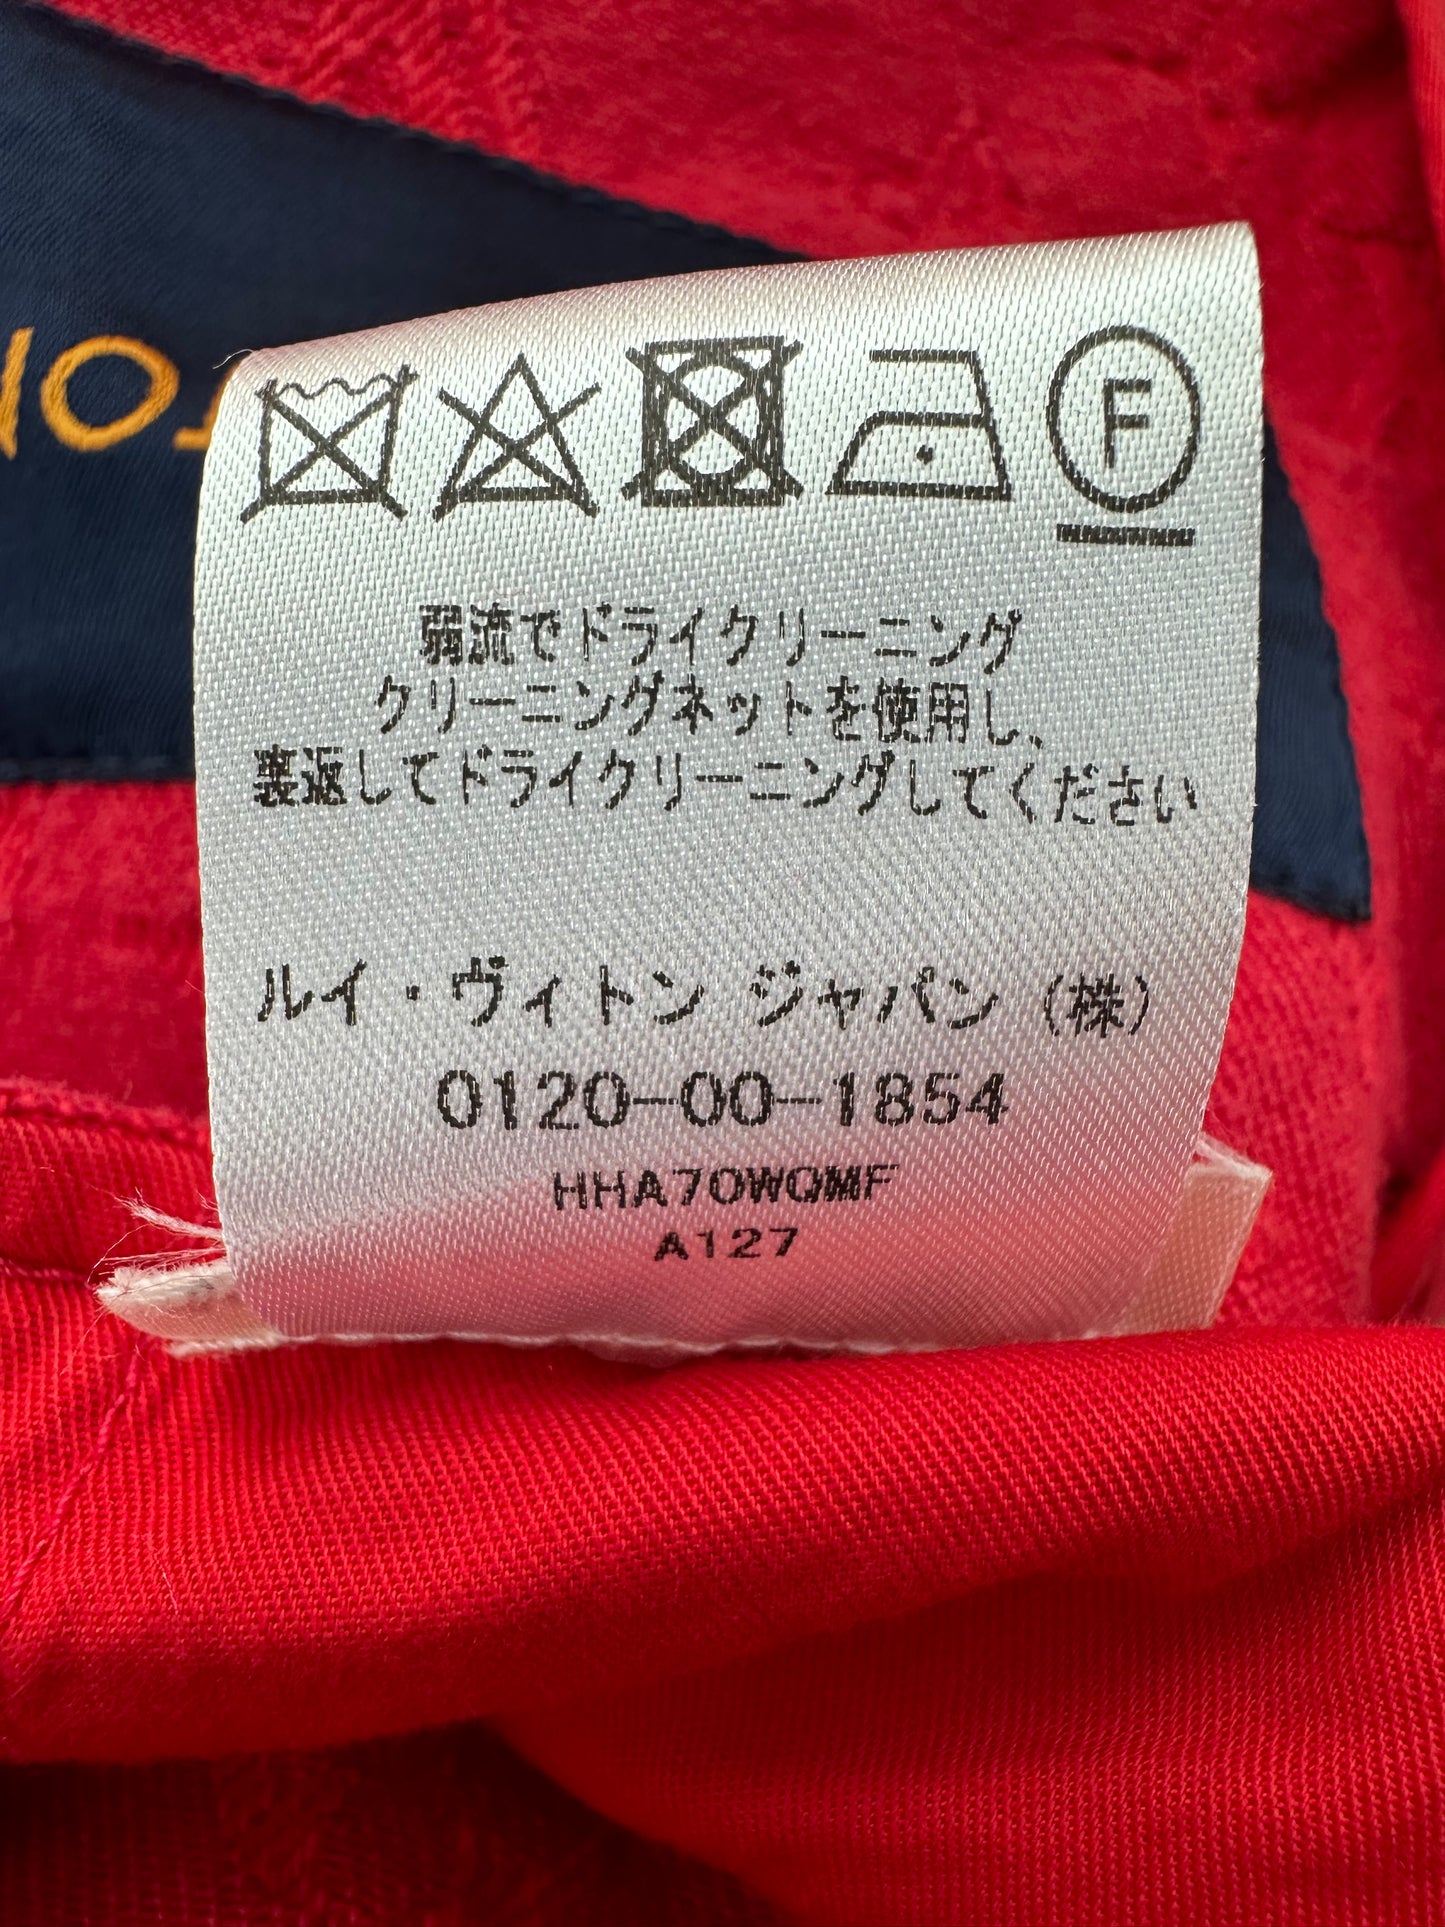 F
弱流でドライクリーニング
クリーニングネットを使用し、
裏返してドライクリーニングしてください
ルイ・ヴィトン ジャパン (株)
0120-00-1854
HHA70WQMF
A127